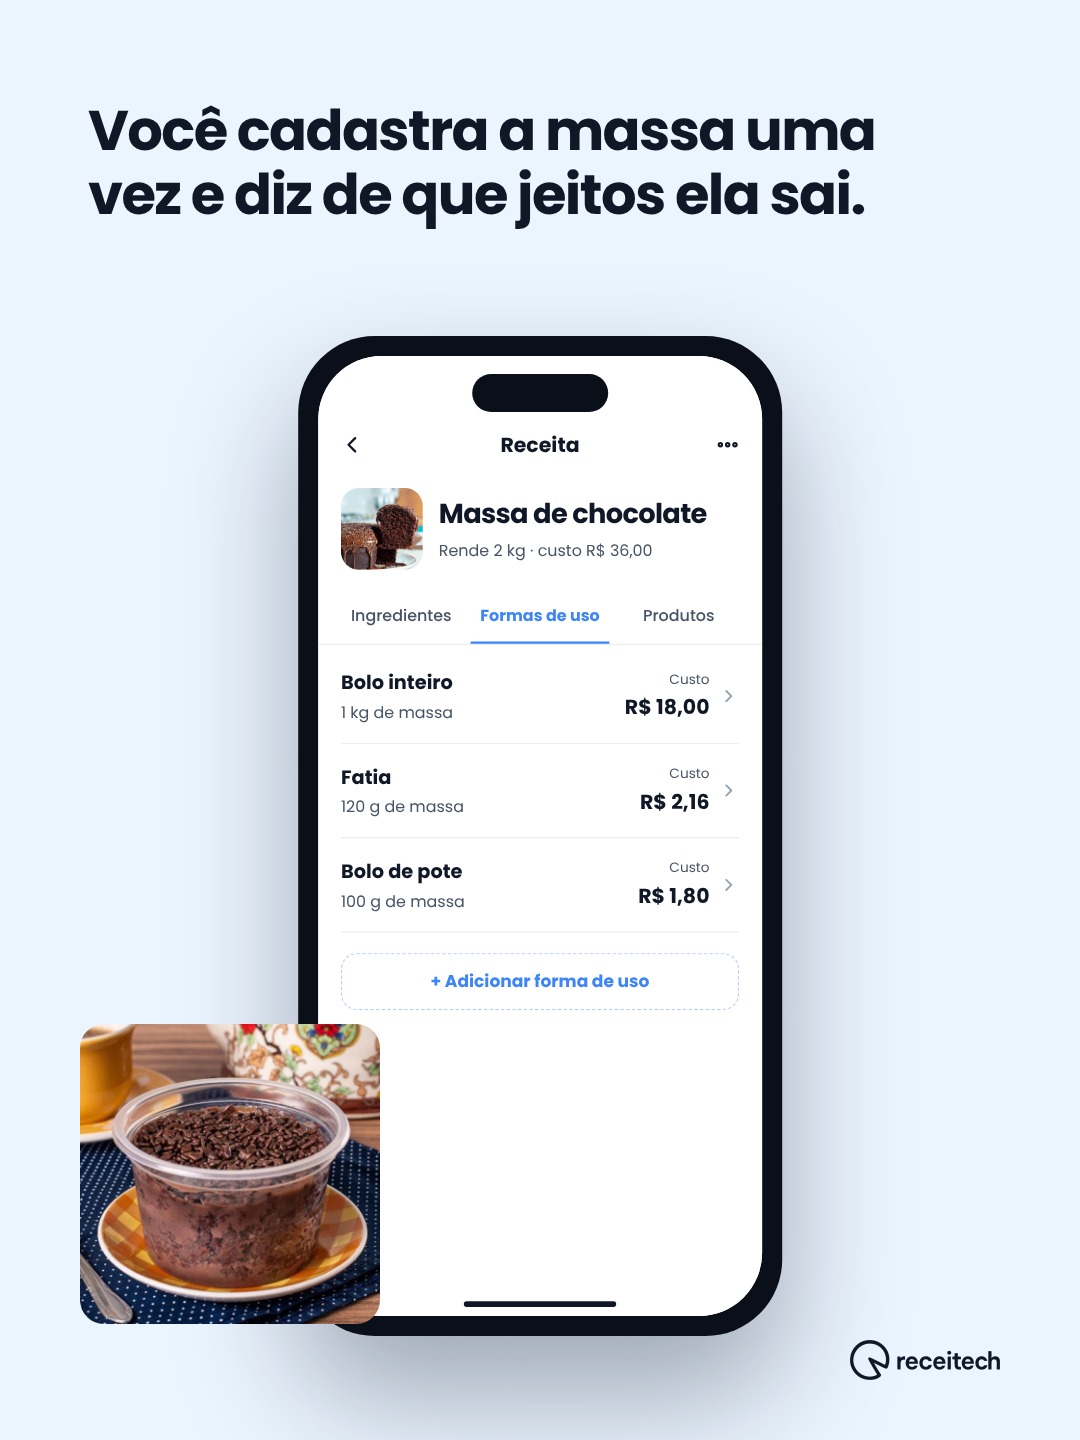 Você cadastra a massa uma
vez e diz de que jeitos ela sai.
Receita
Massa de chocolate
Rende 2 kg · custo R$ 36,00
Ingredientes Formas de uso Produtos
Bolo inteiro
1 kg de massa
Custo
R$ 18,00
Fatia
120 g de massa
Custo
R$ 2,16
Bolo de pote
100 g de massa
Custo
R$ 1,80
+ Adicionar forma de uso
receitech